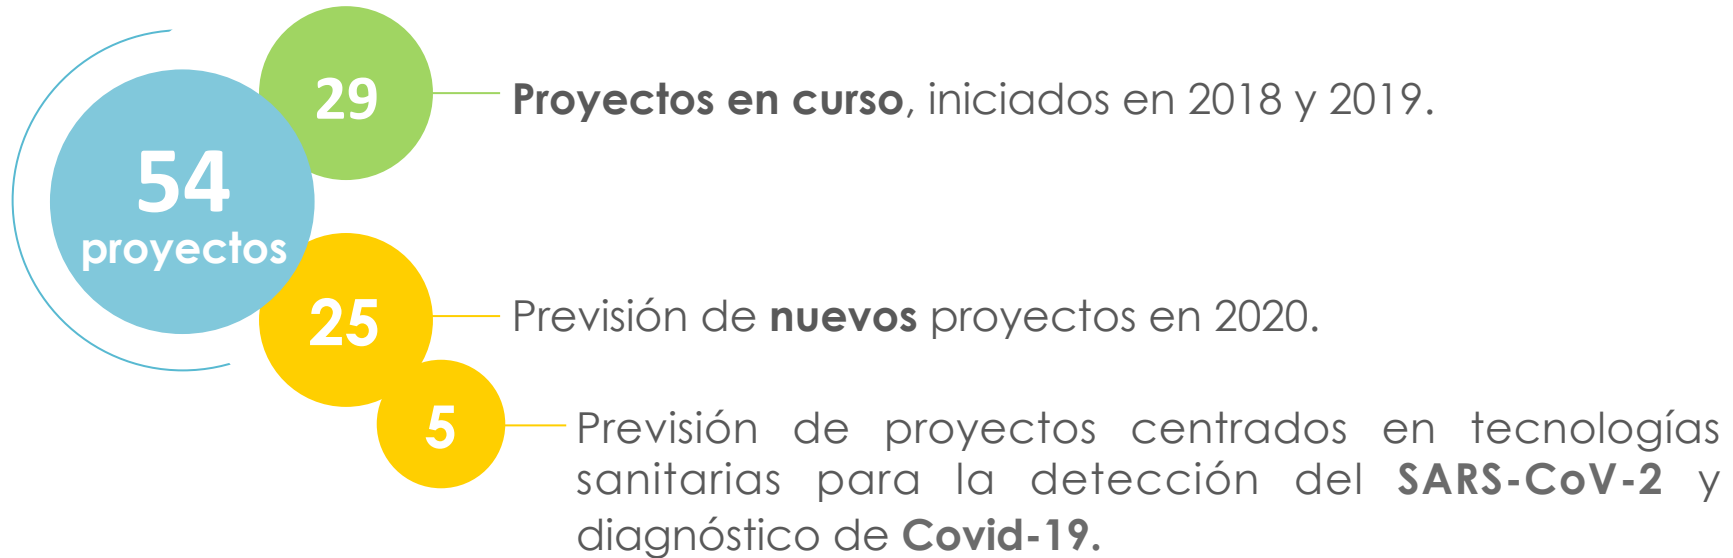 29
Proyectos en curso, iniciados en 2018 y 2019.
54
proyectos
25
Previsión de nuevos proyectos en 2020.
5
Previsión de proyectos centrados en tecnologías
sanitarias para la detección del SARS-CoV-2 y
diagnóstico de Covid-19.